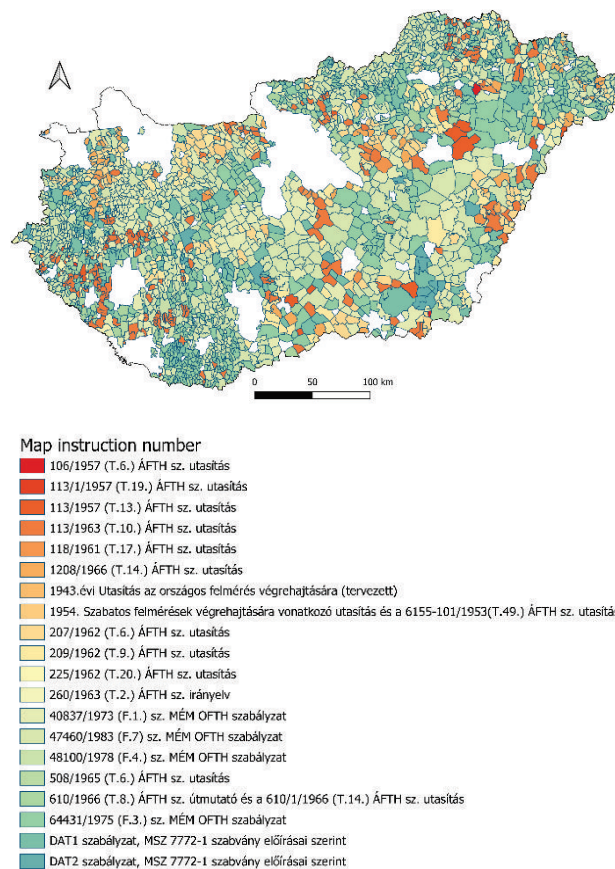 0 50 100 km
Map instruction number
106/1957 (T.6.) ÁFTH sz. utasítás
113/1/1957 (T.19.) ÁFTH sz. utasítás
113/1957 (T.13.) ÁFTH sz. utasítás
113/1963 (T.10.) ÁFTH sz. utasítás
118/1961 (T.17.) ÁFTH sz. utasítás
1208/1966 (T.14.) ÁFTH sz. utasítás
1943.évi Utasítás az országos felmérés végrehajtására (tervezett)
1954. Szabatos felmérések végrehajtására vonatkozó utasítás és a 6155-101/1953(T.49.) ÁFTH sz. utasítá
207/1962 (T.6.) ÁFTH sz. utasítás
209/1962 (T.9.) ÁFTH sz. utasítás
225/1962 (T.20.) ÁFTH sz. utasítás
260/1963 (T.2.) ÁFTH sz. irányelv
40837/1973 (F.1.) sz. MÉM OFTH szabályzat
47460/1983 (F.7) sz. MÉM OFTH szabályzat
48100/1978 (F.4.) sz. MÉM OFTH szabályzat
508/1965 (T.6.) ÁFTH sz. utasítás
610/1966 (T.8.) ÁFTH sz. útmutató és a 610/1/1966 (T.14.) ÁFTH sz. utasítás
64431/1975 (F.3.) sz. MÉM OFTH szabályzat
DAT1 szabályzat, MSZ 7772-1 szabvány előírásai szerint
DAT2 szabályzat, MSZ 7772-1 szabvány előírásai szerint